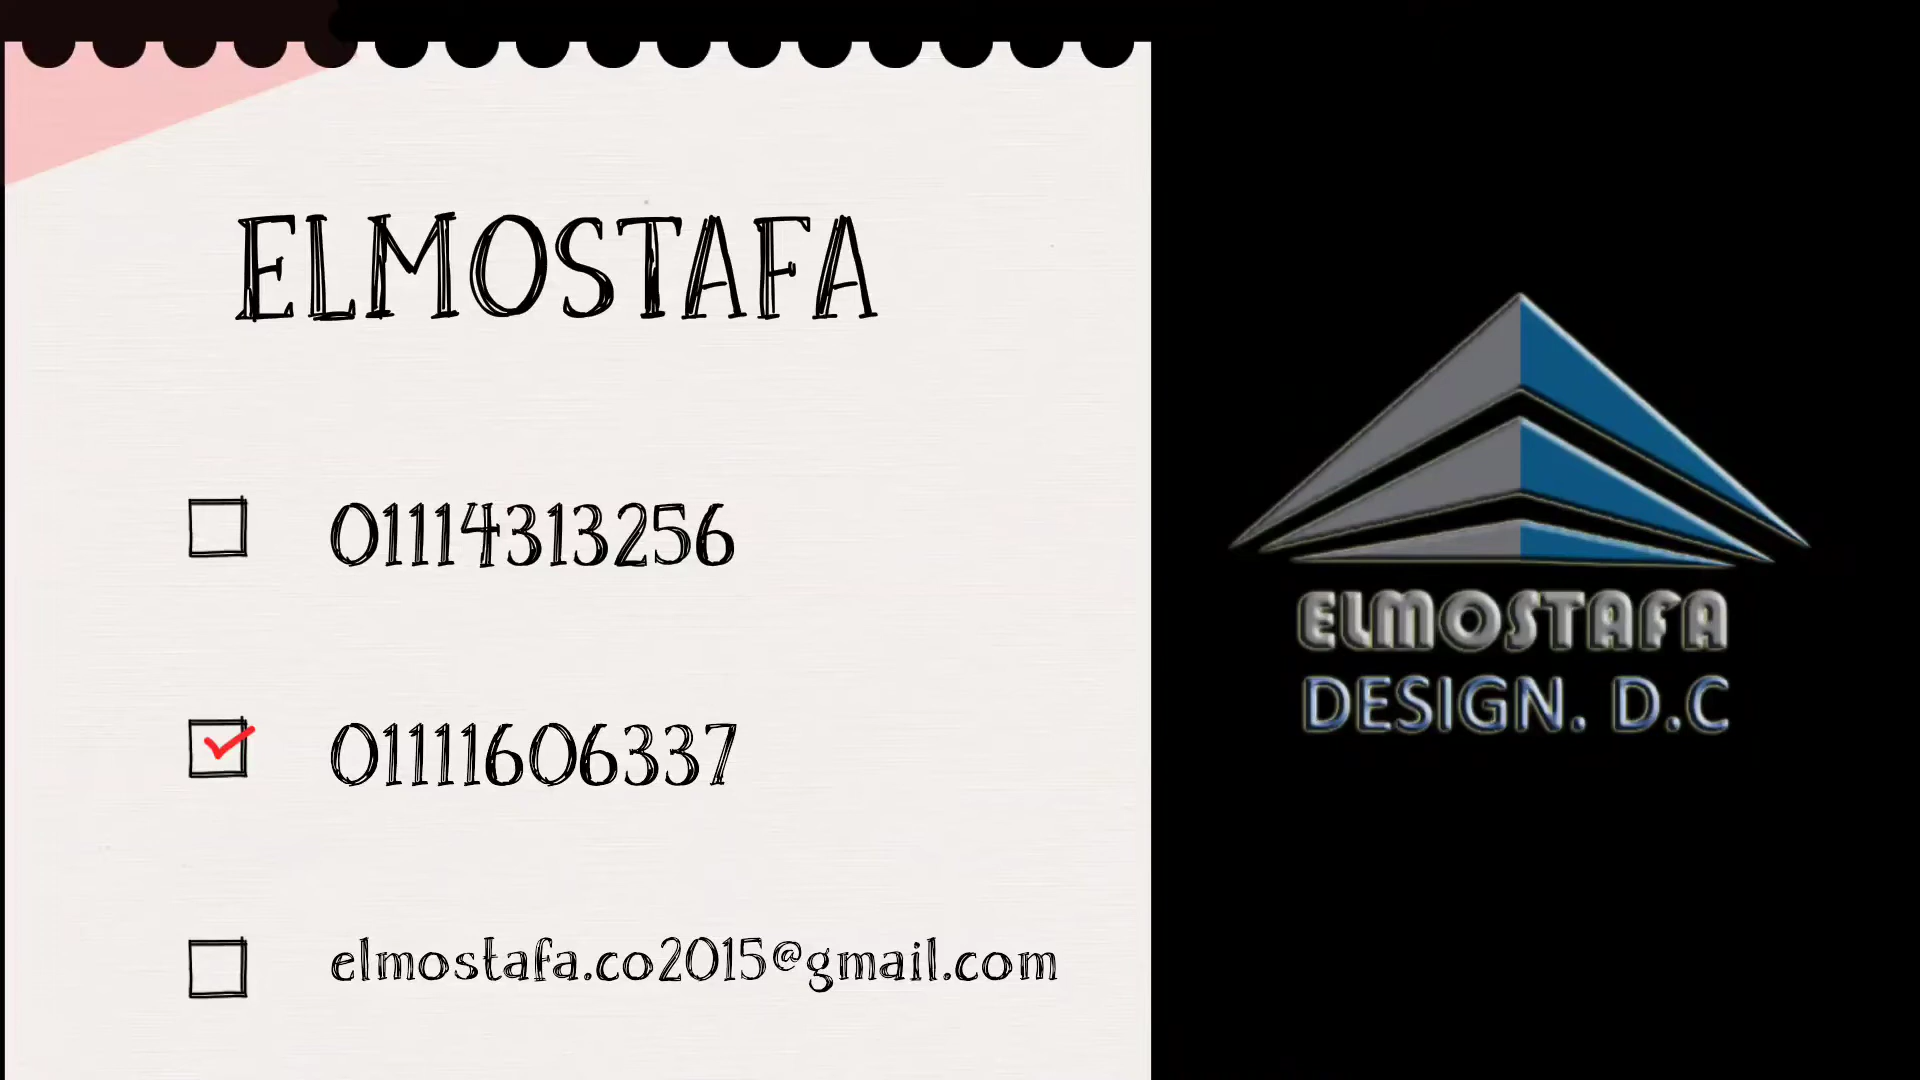 ELMOSTAFA
01114313256
01111606337
elmostafa.co2015@gmail.com
ELMOSTAFA
DESIGN. D.C